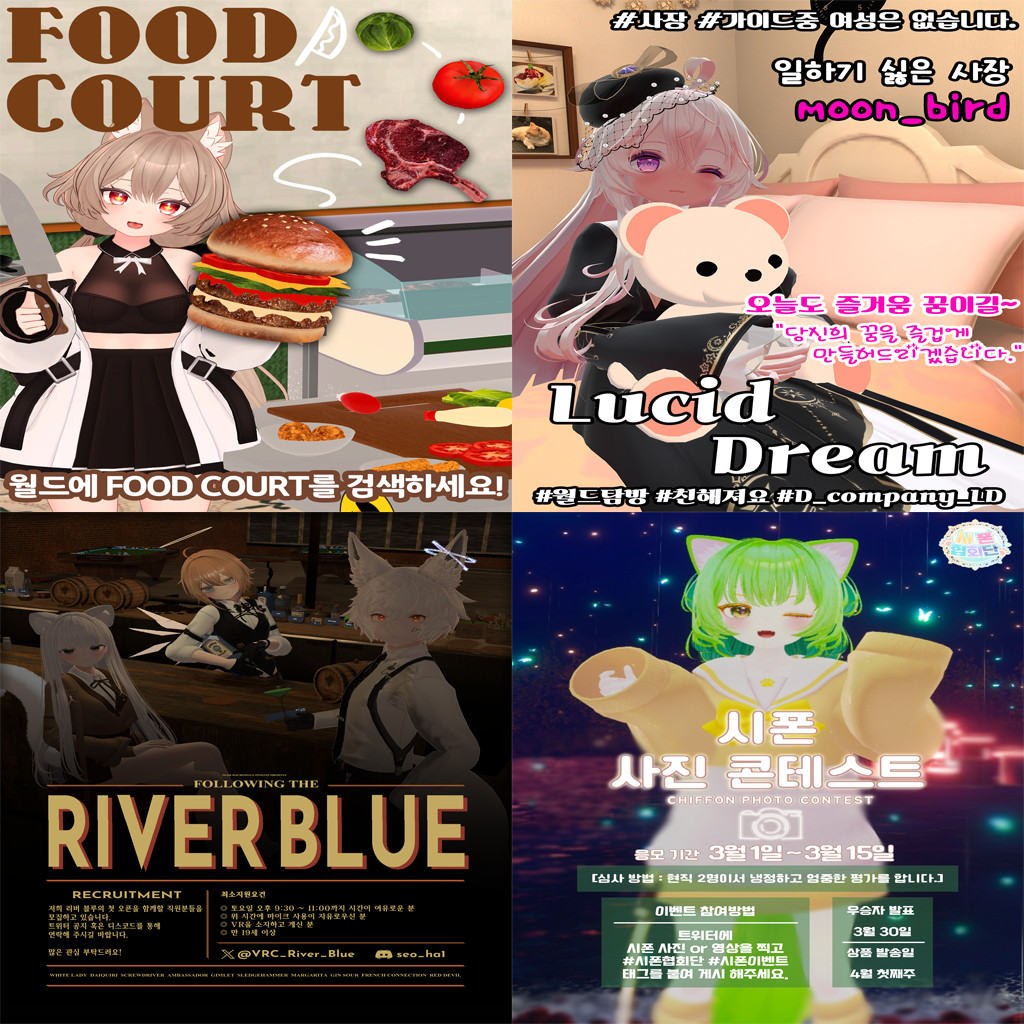 FOOD
COURT
월드에 FOOD COURT를 검색하세요!
#사장 #가이드중 여성은 없습니다.
일하기 싫은 사장
moon_bird
오늘도 즐거움 꿈이길~
"당신의 꿈을 즐겁게
만들어드리겠습니다."
Lucid
Dream
#월드탐방 #친해져요 #D_company_LD
FOLLOWING THE
RIVER BLUE
RECRUITMENT
저희 리버 블루의 첫 오픈을 함께할 직원분들을
모집하고 있습니다.
트위터 공지 혹은 디스코드를 통해
연락해 주시길 바랍니다.
많은 관심 부탁드려요!
최소지원요건
◎ 토요일 오후 9:30 ~ 11:00까지 시간이 여유로운 분
◎ 위 시간에 마이크 사용이 자유로우신 분
◎ VR을 소지하고 계신 분
◎ 만 19세 이상
X @VRC_River_Blue seo_ha1
WHITE LADY DAIQUIRI SCREWDRIVER AMBASSADOR GIMLET SLEDGEHAMMER MARGARITA GIN SOUR FRENCH CONNECTION RED DEVIL
시폰
협회단
시폰
사진 콘테스트
CHIFFON PHOTO CONTEST
응모 기간 3월 1일 ~ 3월 15일
[심사 방법 : 현직 2명이서 냉정하고 엄중한 평가를 합니다.]
이벤트 참여방법
트위터에
시폰 사진 or 영상을 찍고
#시폰협회단 #시폰이벤트
태그를 붙여 게시 해주세요.
우승자 발표
3월 30일
상품 발송일
4월 첫째주